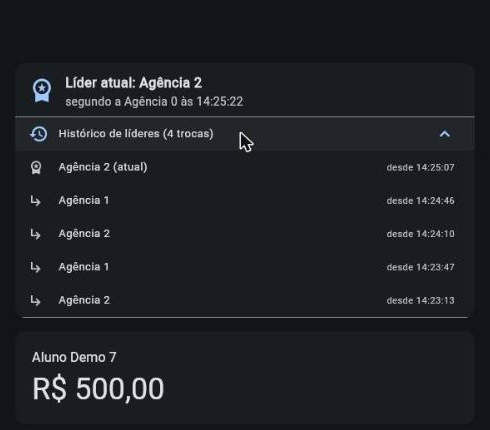 Líder atual: Agência 2
segundo a Agência 0 às 14:25:22
Histórico de líderes (4 trocas)
Agência 2 (atual) desde 14:25:07
Agência 1 desde 14:24:46
Agência 2 desde 14:24:10
Agência 1 desde 14:23:47
Agência 2 desde 14:23:13
Aluno Demo 7
R$ 500,00